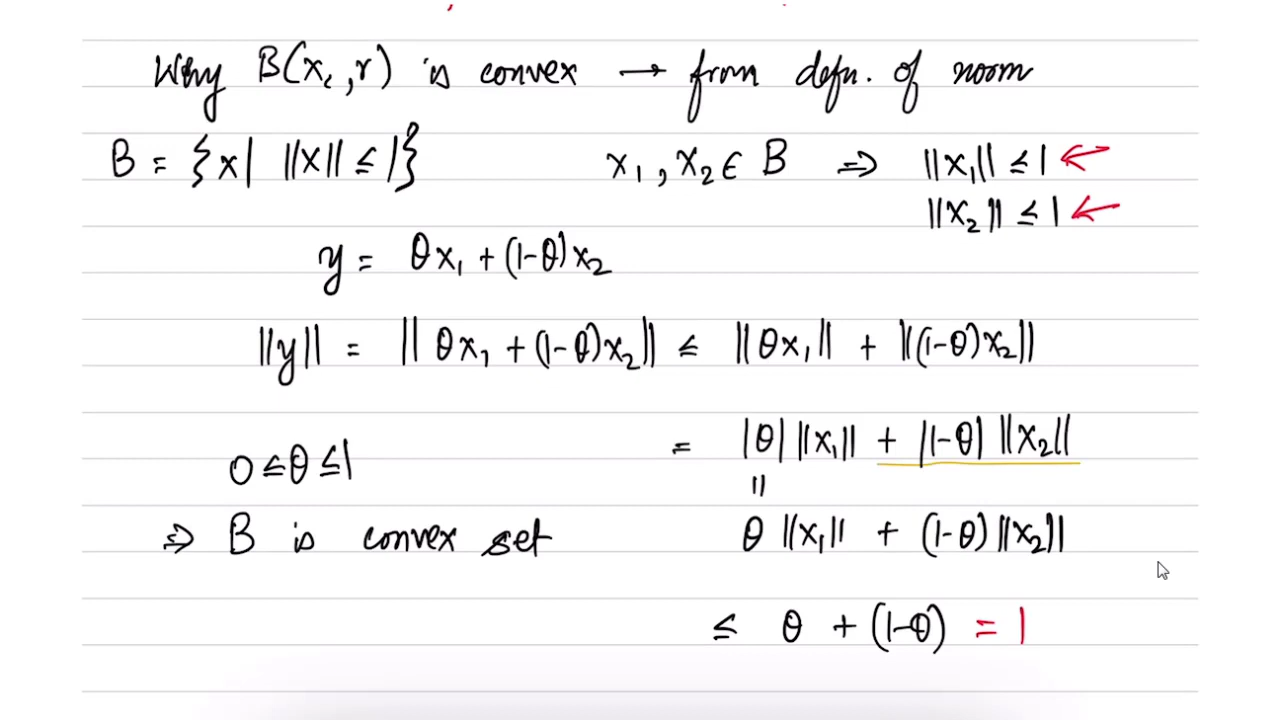 Why B(x_c, r) is convex → from defn. of norm
B = {x| ||x|| ≤ 1} x₁, x₂ ∈ B ⇒ ||x₁|| ≤ 1 ←
||x₂|| ≤ 1 ←
y = θx₁ + (1-θ)x₂
||y|| = ||θx₁ + (1-θ)x₂|| ≤ ||θx₁|| + ||(1-θ)x₂||
0 ≤ θ ≤ 1 = |θ| ||x₁|| + |1-θ| ||x₂||
||
⇒ B is convex set θ ||x₁|| + (1-θ) ||x₂||
≤ θ + (1-θ) = 1